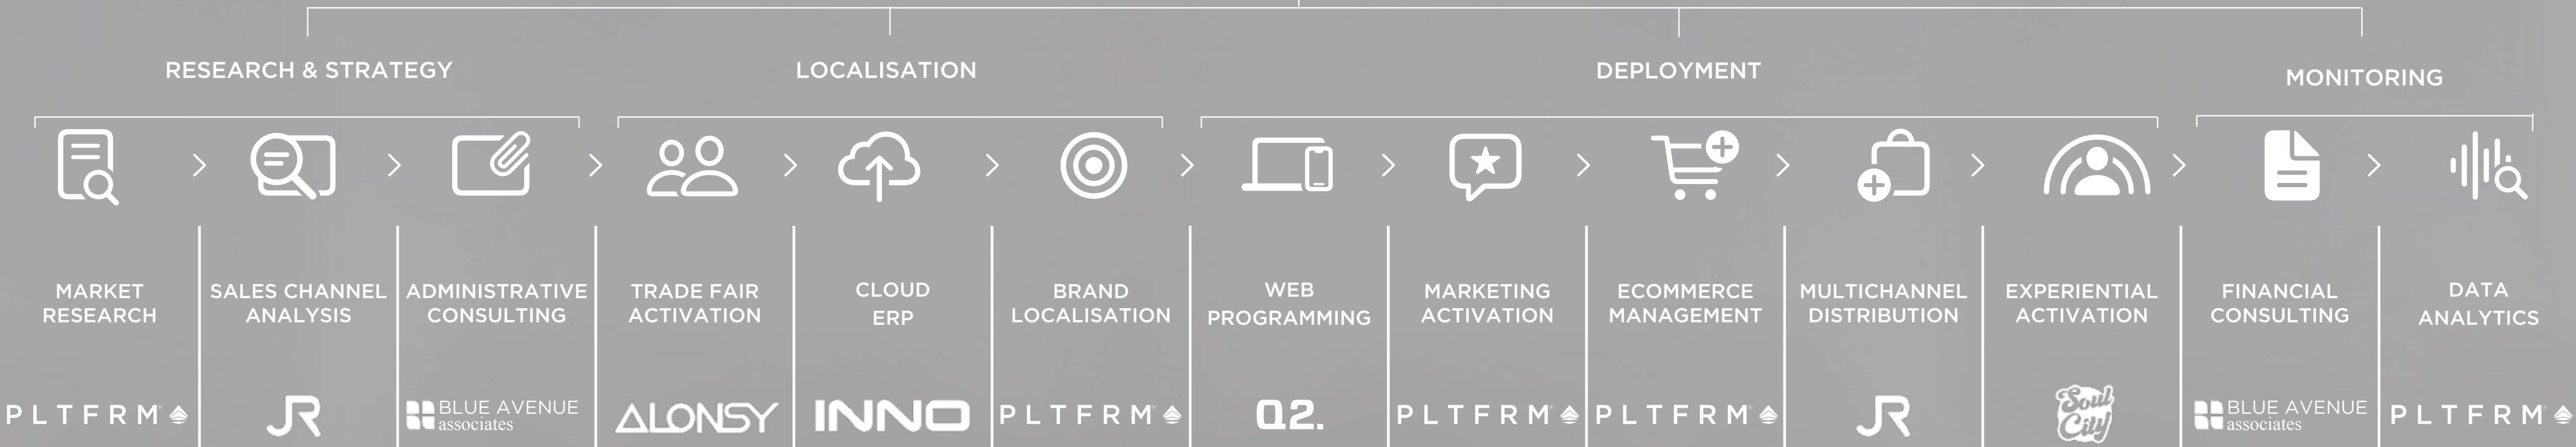 RESEARCH & STRATEGY
LOCALISATION
DEPLOYMENT
MONITORING
MARKET
RESEARCH
SALES CHANNEL
ANALYSIS
ADMINISTRATIVE
CONSULTING
TRADE FAIR
ACTIVATION
CLOUD
ERP
BRAND
LOCALISATION
WEB
PROGRAMMING
MARKETING
ACTIVATION
ECOMMERCE
MANAGEMENT
MULTICHANNEL
DISTRIBUTION
EXPERIENTIAL
ACTIVATION
FINANCIAL
CONSULTING
DATA
ANALYTICS
PLTFRM
JR
BLUE AVENUE
associates
ALONSY
INNO
PLTFRM
Q2.
PLTFRM
PLTFRM
JR
Soul
City
BLUE AVENUE
associates
PLTFRM